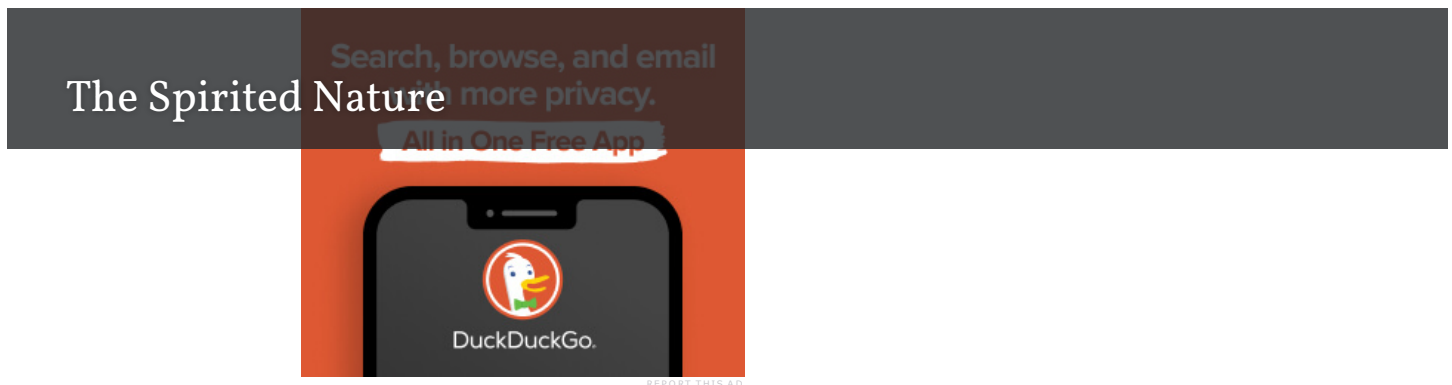 Search, browse, and email
with more privacy.
The Spirited Nature
All in One Free App
DuckDuckGo.
REPORT THIS AD